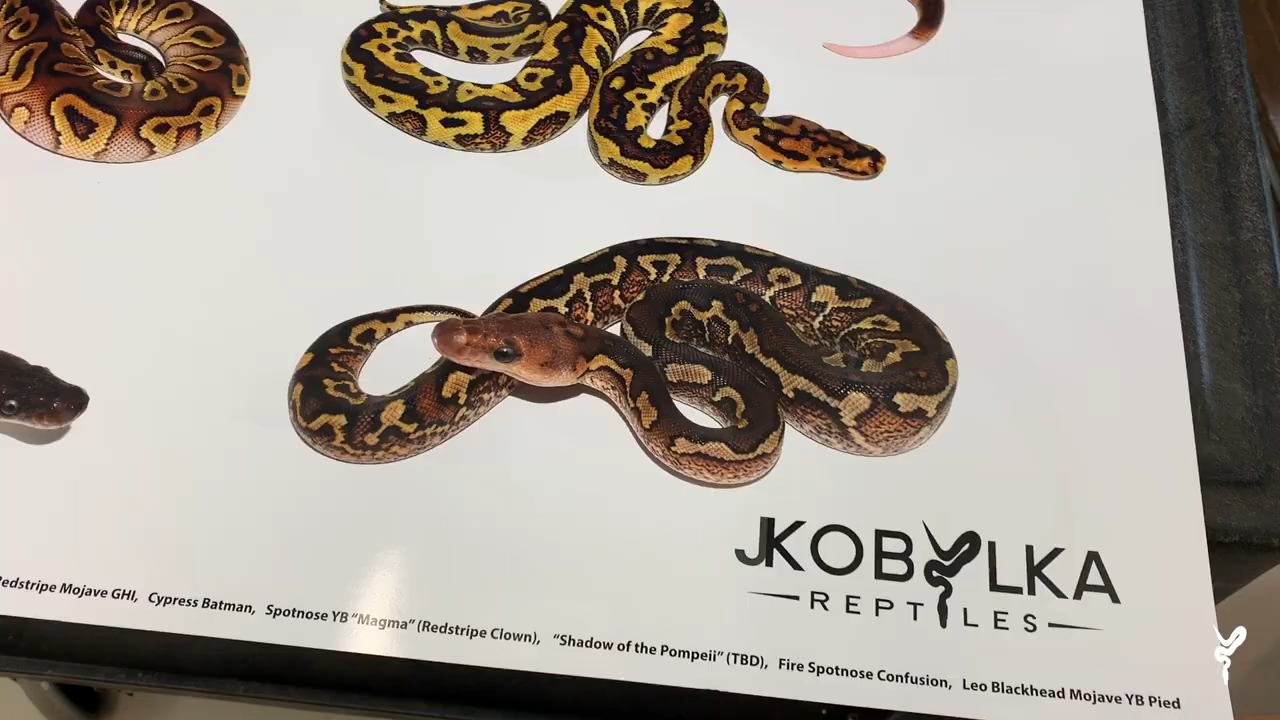 JKOBYLKA
REPTILES
Redstripe Mojave GHI, Cypress Batman, Spotnose YB “Magma” (Redstripe Clown), “Shadow of the Pompeii” (TBD), Fire Spotnose Confusion, Leo Blackhead Mojave YB Pied